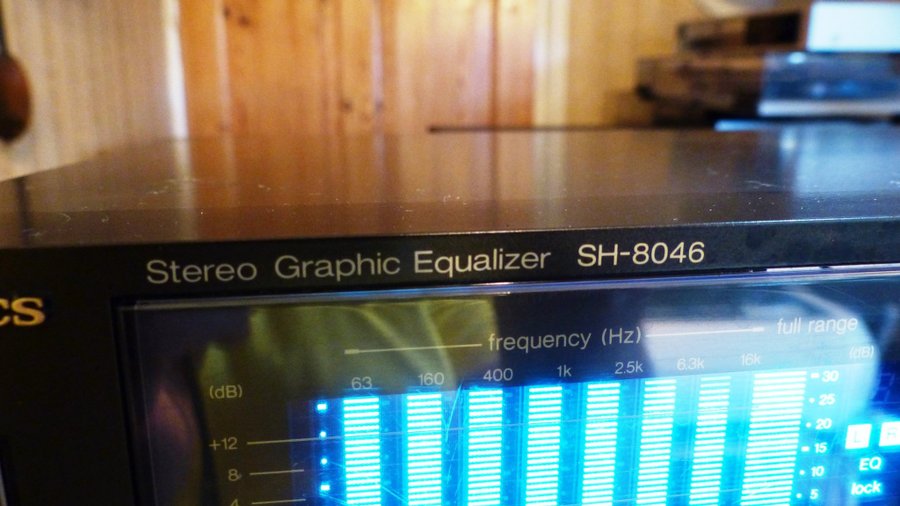 Stereo Graphic Equalizer SH-8046
cs
frequency (Hz) full range
63 160 400 1k 2.5k 6.3k 16k (dB)
(dB)
30
25
20
+12
15
8
10
4
5
L R
EQ
lock